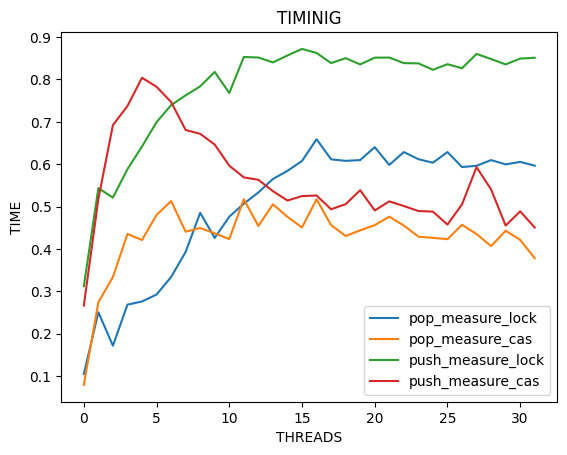 TIMINIG
TIME
0.9
0.8
0.7
0.6
0.5
0.4
0.3
0.2
0.1
pop_measure_lock
pop_measure_cas
push_measure_lock
push_measure_cas
0 5 10 15 20 25 30
THREADS